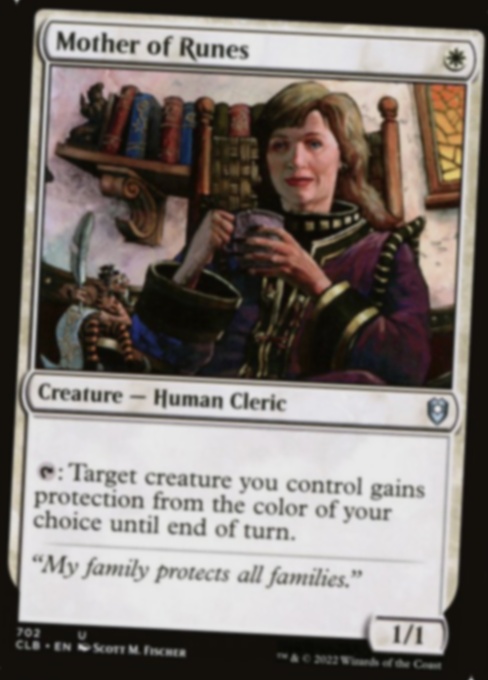 Mother of Runes
Creature — Human Cleric
: Target creature you control gains
protection from the color of your
choice until end of turn.
“My family protects all families.”
1/1
702 U
CLB • EN Scott M. Fischer
™ & © 2022 Wizards of the Coast